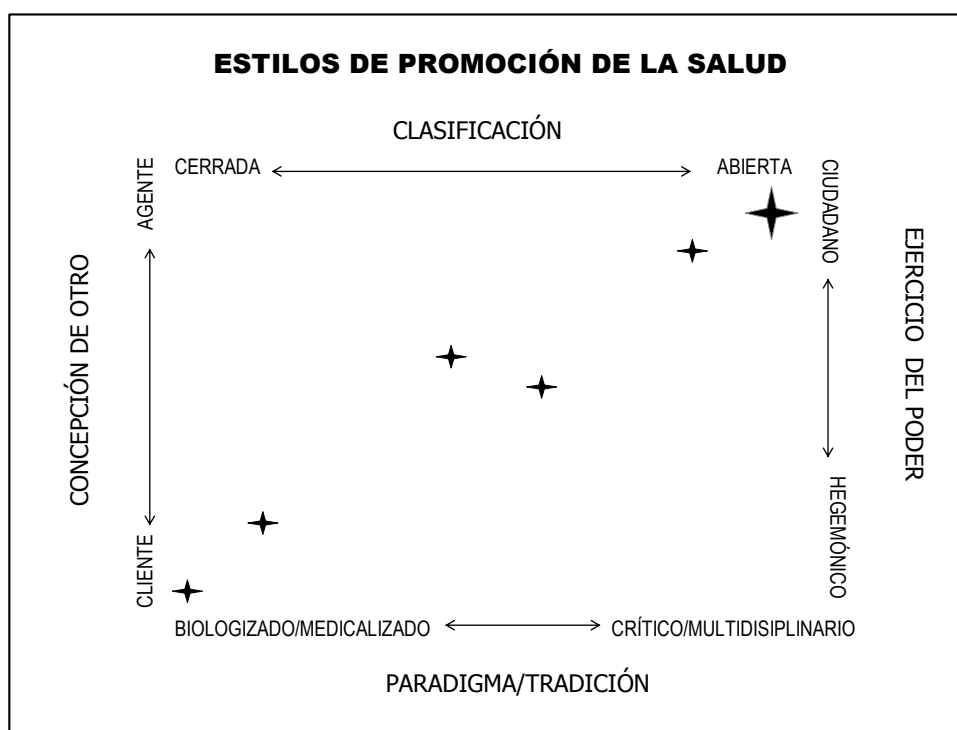 ESTILOS DE PROMOCIÓN DE LA SALUD
CLASIFICACIÓN
CERRADA
ABIERTA
AGENTE
CLIENTE
CONCEPCIÓN DE OTRO
CIUDADANO
HEGEMÓNICO
EJERCICIO DEL PODER
BIOLOGIZADO/MEDICALIZADO
CRÍTICO/MULTIDISIPLINARIO
PARADIGMA/TRADICIÓN